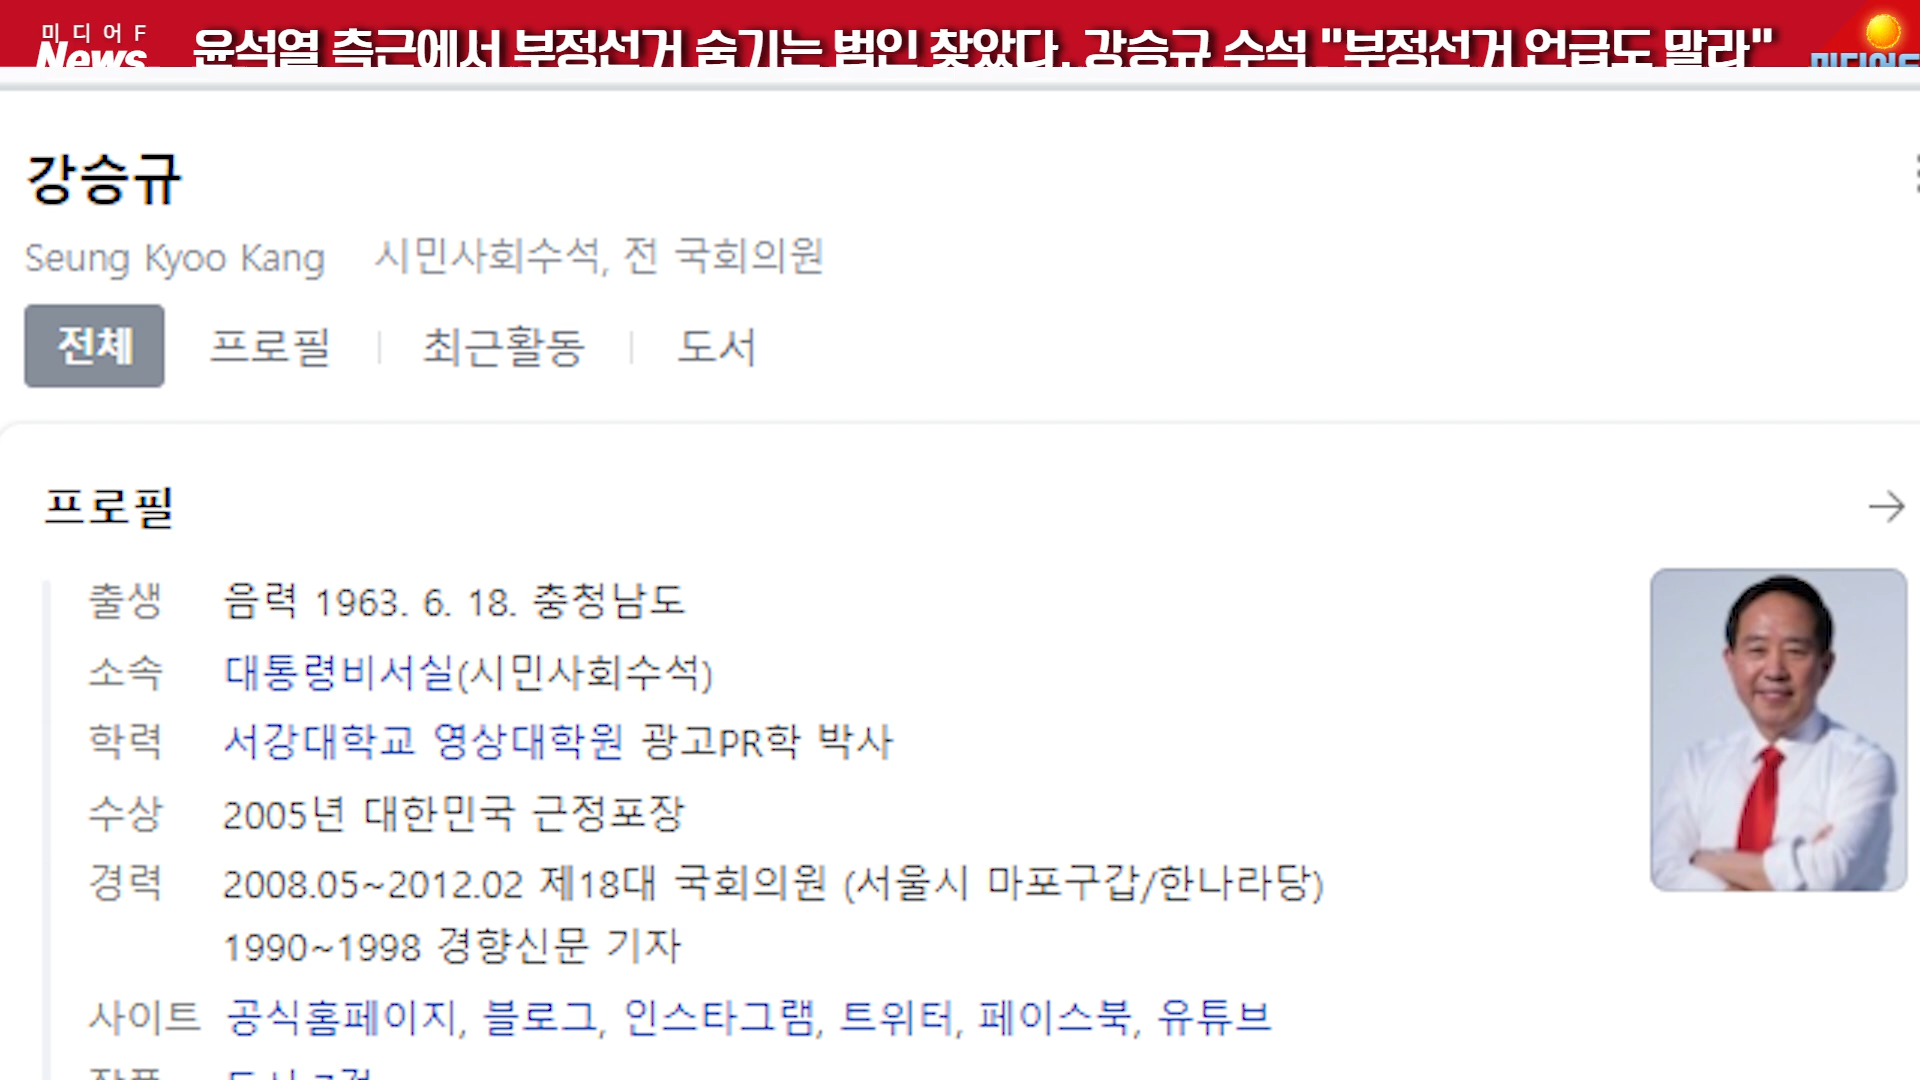 미디어F
News
윤석열 측근에서 부정선거 숨기는 범인 찾았다. 강승규 수석 "부정선거 언급도 말라"
강승규
Seung Kyoo Kang 시민사회수석, 전 국회의원
전체 프로필 최근활동 도서
프로필
출생 음력 1963. 6. 18. 충청남도
소속 대통령비서실(시민사회수석)
학력 서강대학교 영상대학원 광고PR학 박사
수상 2005년 대한민국 근정포장
경력 2008.05~2012.02 제18대 국회의원 (서울시 마포구갑/한나라당)
1990~1998 경향신문 기자
사이트 공식홈페이지, 블로그, 인스타그램, 트위터, 페이스북, 유튜브